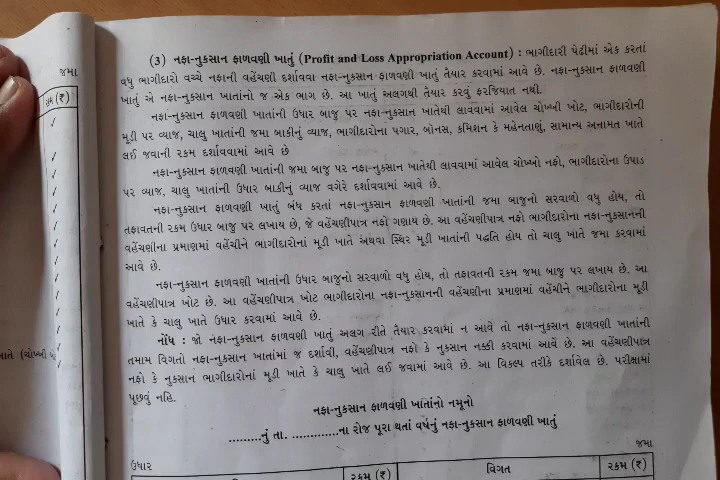 જમા
રકમ (₹)
(3) નફા-નુકસાન ફાળવણી ખાતું (Profit and Loss Appropriation Account) : ભાગીદારી પેઢીમાં એક કરતાં
વધુ ભાગીદારો વચ્ચે નફાની વહેંચણી દર્શાવવા નફા-નુકસાન ફાળવણી ખાતું તૈયાર કરવામાં આવે છે. નફા-નુકસાન ફાળવણી
ખાતું એ નફા-નુકસાન ખાતાંનો જ એક ભાગ છે. આ ખાતું અલગથી તૈયાર કરવું ફરજિયાત નથી.
નફા-નુકસાન ફાળવણી ખાતાંની ઉધાર બાજુ પર નફા-નુકસાન ખાતેથી લાવવામાં આવેલ ચોખ્ખી ખોટ, ભાગીદારોની
મૂડી પર વ્યાજ, ચાલુ ખાતાંની જમા બાકીનું વ્યાજ, ભાગીદારોના પગાર, બોનસ, કમિશન કે મહેનતાણું, સામાન્ય અનામત ખાતે
લઈ જવાની રકમ દર્શાવવામાં આવે છે
નફા-નુકસાન ફાળવણી ખાતાંની જમા બાજુ પર નફા-નુકસાન ખાતેથી લાવવામાં આવેલ ચોખ્ખો નફો, ભાગીદારોના ઉપાડ
પર વ્યાજ, ચાલુ ખાતાંની ઉધાર બાકીનું વ્યાજ વગેરે દર્શાવવામાં આવે છે.
નફા-નુકસાન ફાળવણી ખાતું બંધ કરતાં નફા-નુકસાન ફાળવણી ખાતાંની જમા બાજુનો સરવાળો વધુ હોય, તો
તફાવતની રકમ ઉધાર બાજુ પર લખાય છે, જે વહેંચણીપાત્ર નફો ગણાય છે. આ વહેંચણીપાત્ર નફો ભાગીદારોના નફા-નુકસાનની
વહેંચણીના પ્રમાણમાં વહેંચીને ભાગીદારોનાં મૂડી ખાતે અથવા સ્થિર મૂડી ખાતાંની પદ્ધતિ હોય તો ચાલુ ખાતે જમા કરવામાં
આવે છે.
નફા-નુકસાન ફાળવણી ખાતાંની ઉધાર બાજુનો સરવાળો વધુ હોય, તો તફાવતની રકમ જમા બાજુ પર લખાય છે. આ
વહેંચણીપાત્ર ખોટ છે. આ વહેંચણીપાત્ર ખોટ ભાગીદારોના નફા-નુકસાનની વહેંચણીના પ્રમાણમાં વહેંચીને ભાગીદારોના મૂડી
ખાતે કે ચાલુ ખાતે ઉધાર કરવામાં આવે છે.
નોંધ : જો નફા-નુકસાન ફાળવણી ખાતું અલગ રીતે તૈયાર કરવામાં ન આવે તો નફા-નુકસાન ફાળવણી ખાતાંની
તમામ વિગતો નફા-નુકસાન ખાતાંમાં જ દર્શાવી, વહેંચણીપાત્ર નફો કે નુકસાન નક્કી કરવામાં આવે છે. આ વહેંચણીપાત્ર
નફો કે નુકસાન ભાગીદારોનાં મૂડી ખાતે કે ચાલુ ખાતે લઈ જવામાં આવે છે. આ વિકલ્પ તરીકે દર્શાવેલ છે. પરીક્ષામાં
પૂછવું નહિ.
નફા-નુકસાન ફાળવણી ખાતાંનો નમૂનો
.........નું તા. .............ના રોજ પૂરા થતાં વર્ષનું નફા-નુકસાન ફાળવણી ખાતું
ઉધાર
જમા
રકમ (₹)
વિગત
રકમ (₹)